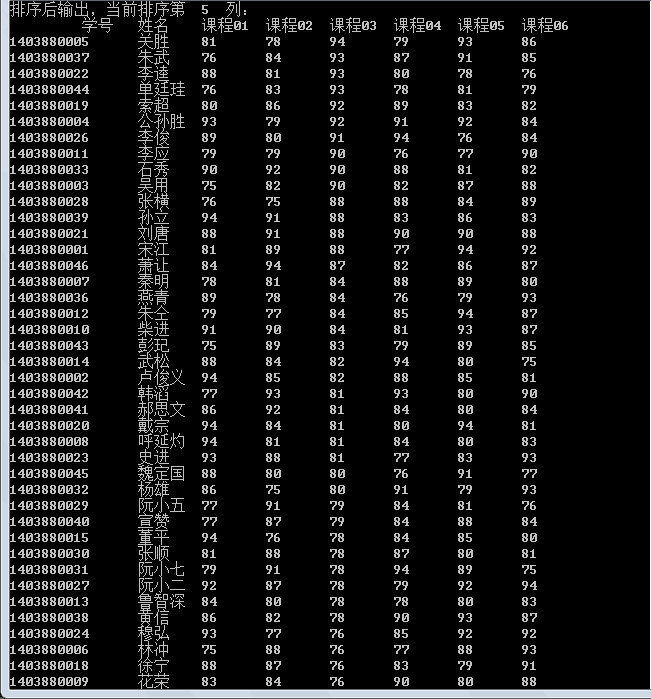 排序后输出，当前排序第 5 列：
学号 姓名 课程01 课程02 课程03 课程04 课程05 课程06
1403880005 关胜 81 78 94 79 93 86
1403880037 朱武 76 84 93 87 91 85
1403880022 李逵 88 81 93 80 78 76
1403880044 单廷珪 76 83 93 78 81 79
1403880019 索超 80 86 92 89 83 82
1403880004 公孙胜 93 79 92 91 92 84
1403880026 李俊 89 80 91 94 76 84
1403880011 李应 79 79 90 76 77 90
1403880033 石秀 90 92 90 88 81 82
1403880003 吴用 75 82 90 82 87 88
1403880028 张横 76 75 88 88 84 89
1403880039 孙立 94 91 88 83 86 83
1403880021 刘唐 88 91 88 90 90 88
1403880001 宋江 81 89 88 77 94 92
1403880046 萧让 84 94 87 82 86 87
1403880007 秦明 78 81 84 88 89 80
1403880036 燕青 89 78 84 76 79 93
1403880012 朱仝 79 77 84 85 94 87
1403880010 柴进 91 90 84 81 93 87
1403880043 彭玘 75 89 83 79 89 85
1403880014 武松 88 84 82 94 80 75
1403880002 卢俊义 94 85 82 88 85 81
1403880042 韩滔 77 93 81 93 80 90
1403880041 郝思文 86 92 81 84 80 84
1403880020 戴宗 94 84 81 80 94 81
1403880008 呼延灼 94 81 81 84 80 83
1403880023 史进 93 88 81 77 83 93
1403880045 魏定国 88 80 80 76 91 77
1403880032 杨雄 86 75 80 91 79 93
1403880029 阮小五 77 91 79 84 81 76
1403880040 宣赞 77 87 79 84 88 84
1403880015 董平 94 76 78 84 85 80
1403880030 张顺 81 88 78 87 80 81
1403880031 阮小七 79 91 78 94 89 75
1403880027 阮小二 92 87 78 79 92 94
1403880013 鲁智深 84 80 78 78 80 83
1403880038 黄信 86 82 78 90 93 87
1403880024 穆弘 93 77 76 85 92 92
1403880006 林冲 75 88 76 77 88 93
1403880018 徐宁 88 87 76 83 79 91
1403880009 花荣 83 84 76 90 80 88